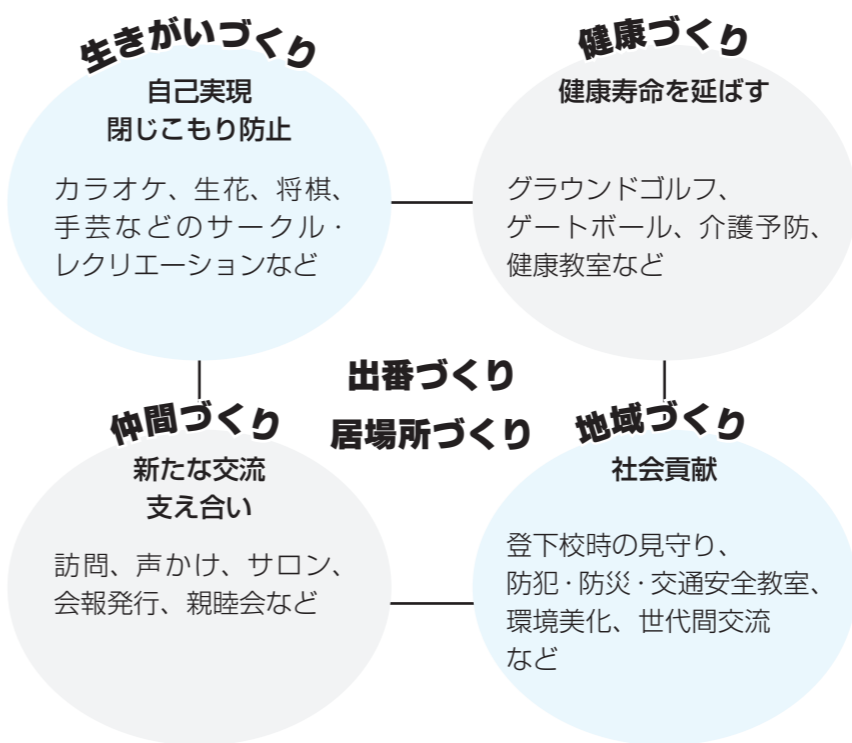 生きがいづくり
自己実現
閉じこもり防止
カラオケ、生花、将棋、
手芸などのサークル・
レクリエーションなど
健康づくり
健康寿命を延ばす
グラウンドゴルフ、
ゲートボール、介護予防、
健康教室など
出番づくり
居場所づくり
仲間づくり
新たな交流
支え合い
訪問、声かけ、サロン、
会報発行、親睦会など
地域づくり
社会貢献
登下校時の見守り、
防犯・防災・交通安全教室、
環境美化、世代間交流
など